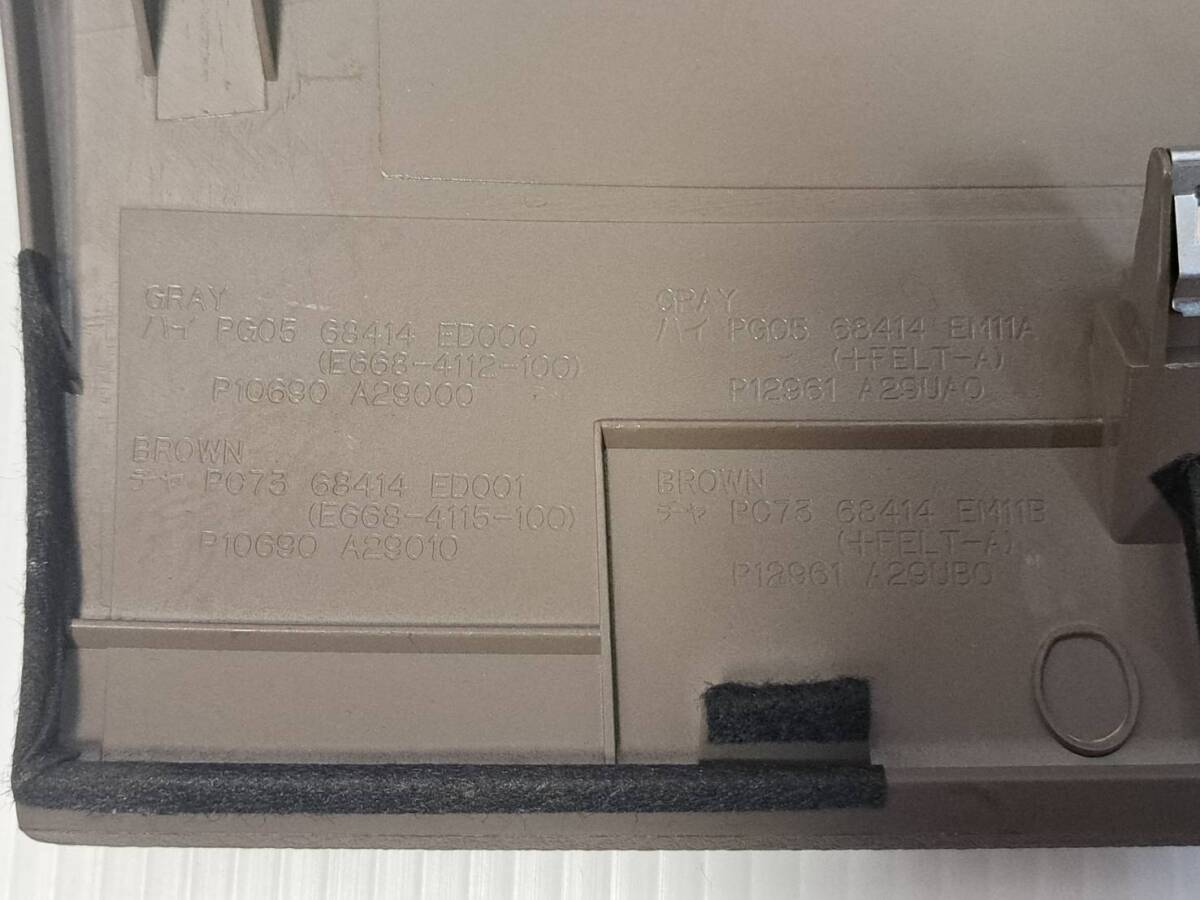 GRAY
ハイ PG05 68414 ED000
(E668-4112-100)
P10690 A29000
BROWN
チャ PC73 68414 ED001
(E668-4115-100)
P10690 A29010
GRAY
ハイ PG05 68414 EM11A
(+FELT-A)
P12961 A29UA0
BROWN
チャ PC73 68414 EM11B
(+FELT-A)
P12961 A29UB0